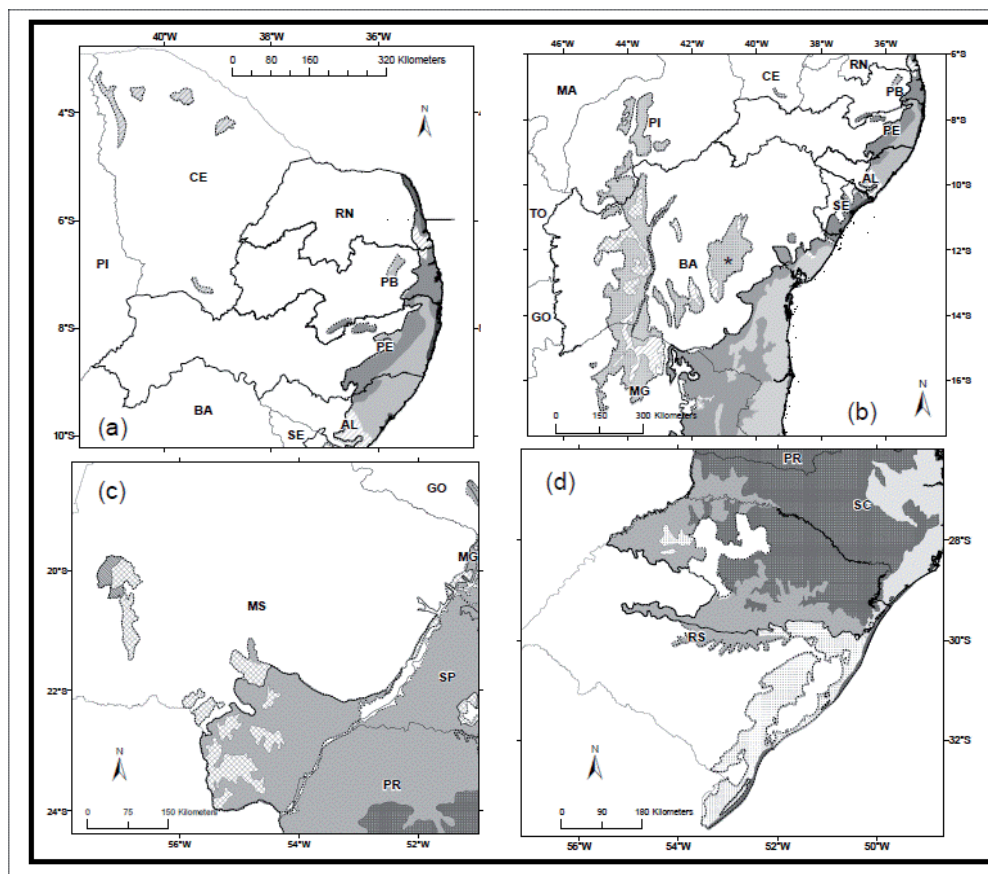 40°W 38°W 36°W
0 80 160 320 Kilometers
N
4°S
CE
RN
6°S
PI
PB
8°S
PE
BA
(a)
AL
SE
10°S
46°W 44°W 42°W 40°W 38°W 36°W
6°S
RN
CE
MA
PB
PI
8°S
PE
AL
10°S
SE
TO
12°S
BA
*
GO
14°S
MG
16°S
N
0 150 300 Kilometers
(b)
(c)
GO
MG
20°S
MS
SP
22°S
N
PR
0 75 150 Kilometers
24°S
56°W 54°W 52°W
PR
(d)
SC
28°S
RS
30°S
32°S
N
0 90 180 Kilometers
56°W 54°W 52°W 50°W